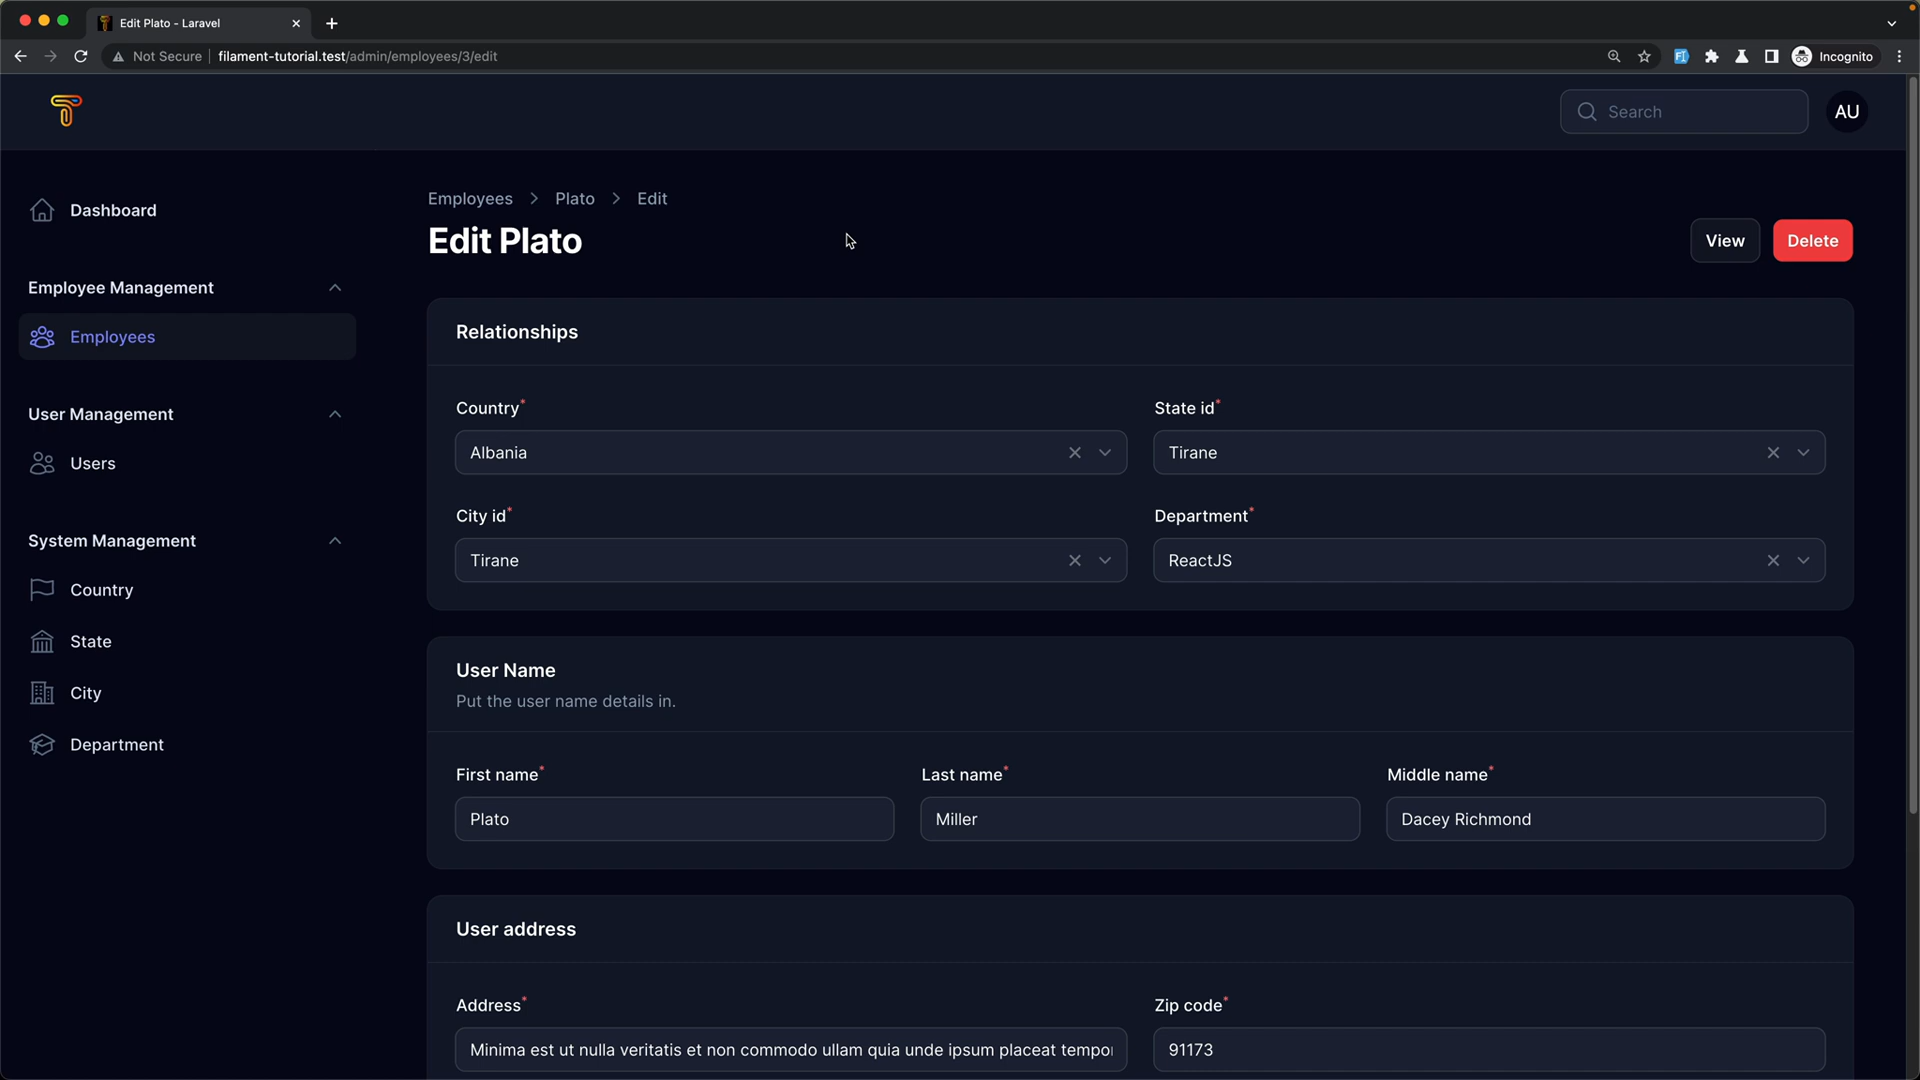 Edit Plato - Laravel
Not Secure
filament-tutorial.test/admin/employees/3/edit
Incognito
Search
AU
Dashboard
Employee Management
Employees
User Management
Users
System Management
Country
State
City
Department
Employees
Plato
Edit
Edit Plato
View
Delete
Relationships
Country*
State id*
Albania
Tirane
City id*
Department*
Tirane
ReactJS
User Name
Put the user name details in.
First name*
Last name*
Middle name*
Plato
Miller
Dacey Richmond
User address
Address*
Zip code*
Minima est ut nulla veritatis et non commodo ullam quia unde ipsum placeat tempo
91173